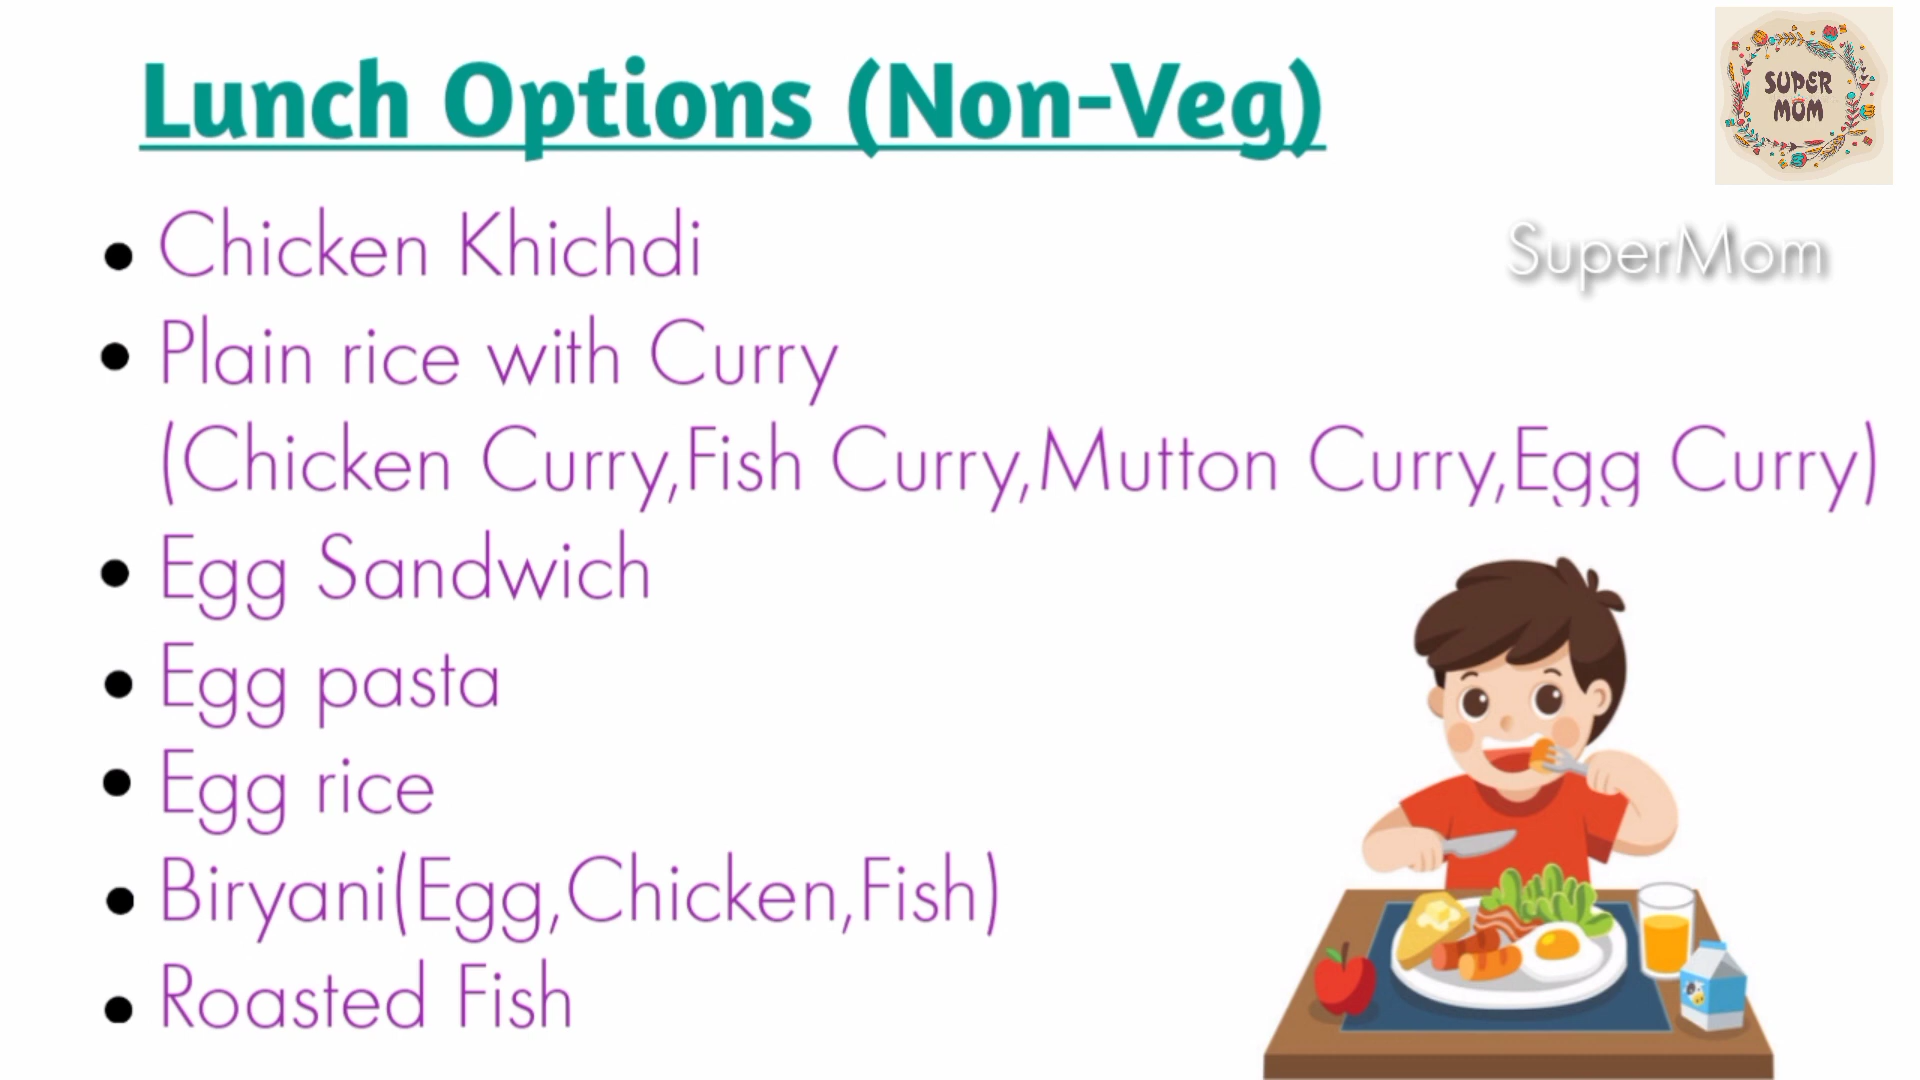 Lunch Options (Non-Veg)
SUPER
MOM
SuperMom
• Chicken Khichdi
• Plain rice with Curry
(Chicken Curry,Fish Curry,Mutton Curry,Egg Curry)
• Egg Sandwich
• Egg pasta
• Egg rice
• Biryani(Egg,Chicken,Fish)
• Roasted Fish